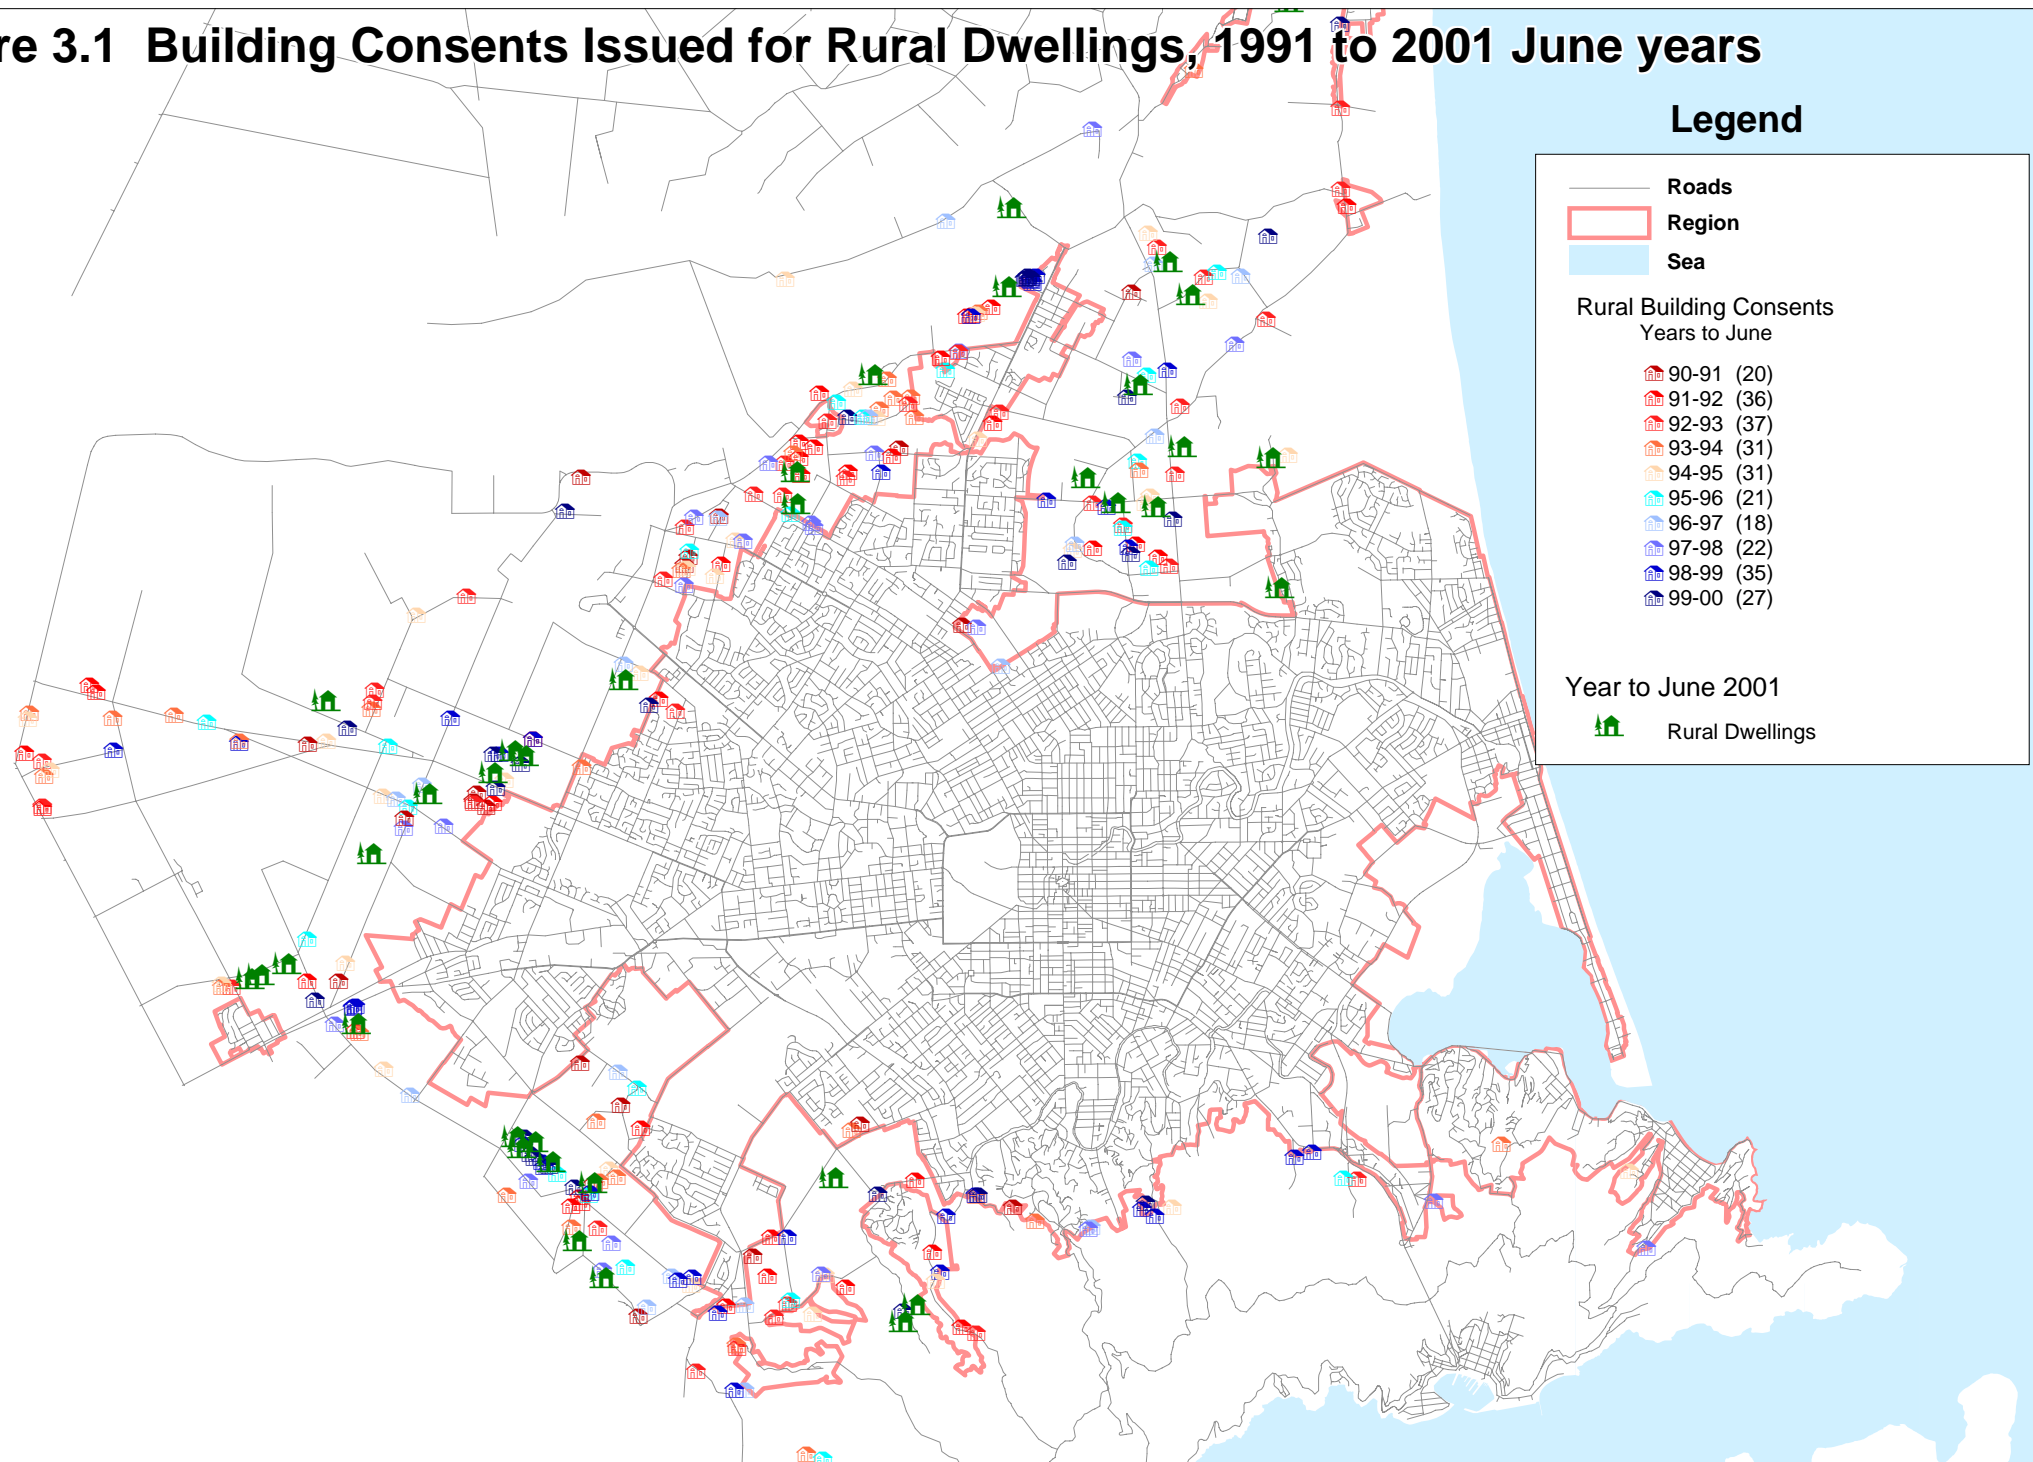 re 3.1 Building Consents Issued for Rural Dwellings, 1991 to 2001 June years
Legend
Roads
Region
Sea
Rural Building Consents
Years to June
90-91 (20)
91-92 (36)
92-93 (37)
93-94 (31)
94-95 (31)
95-96 (21)
96-97 (18)
97-98 (22)
98-99 (35)
99-00 (27)
Year to June 2001
Rural Dwellings